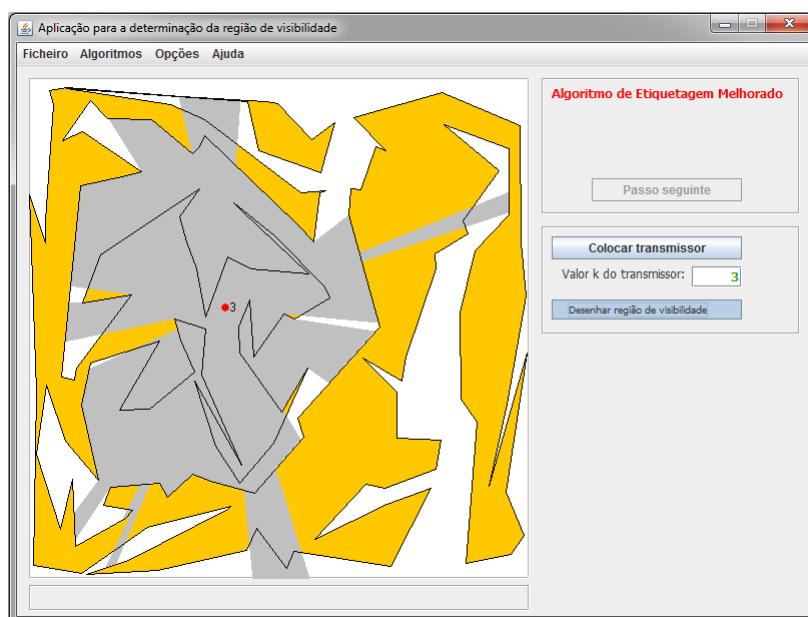 Aplicação para a determinação da região de visibilidade
Ficheiro Algoritmos Opções Ajuda
Algoritmo de Etiquetagem Melhorado
Passo seguinte
Colocar transmissor
Valor k do transmissor: 3
Desenhar região de visibilidade
3